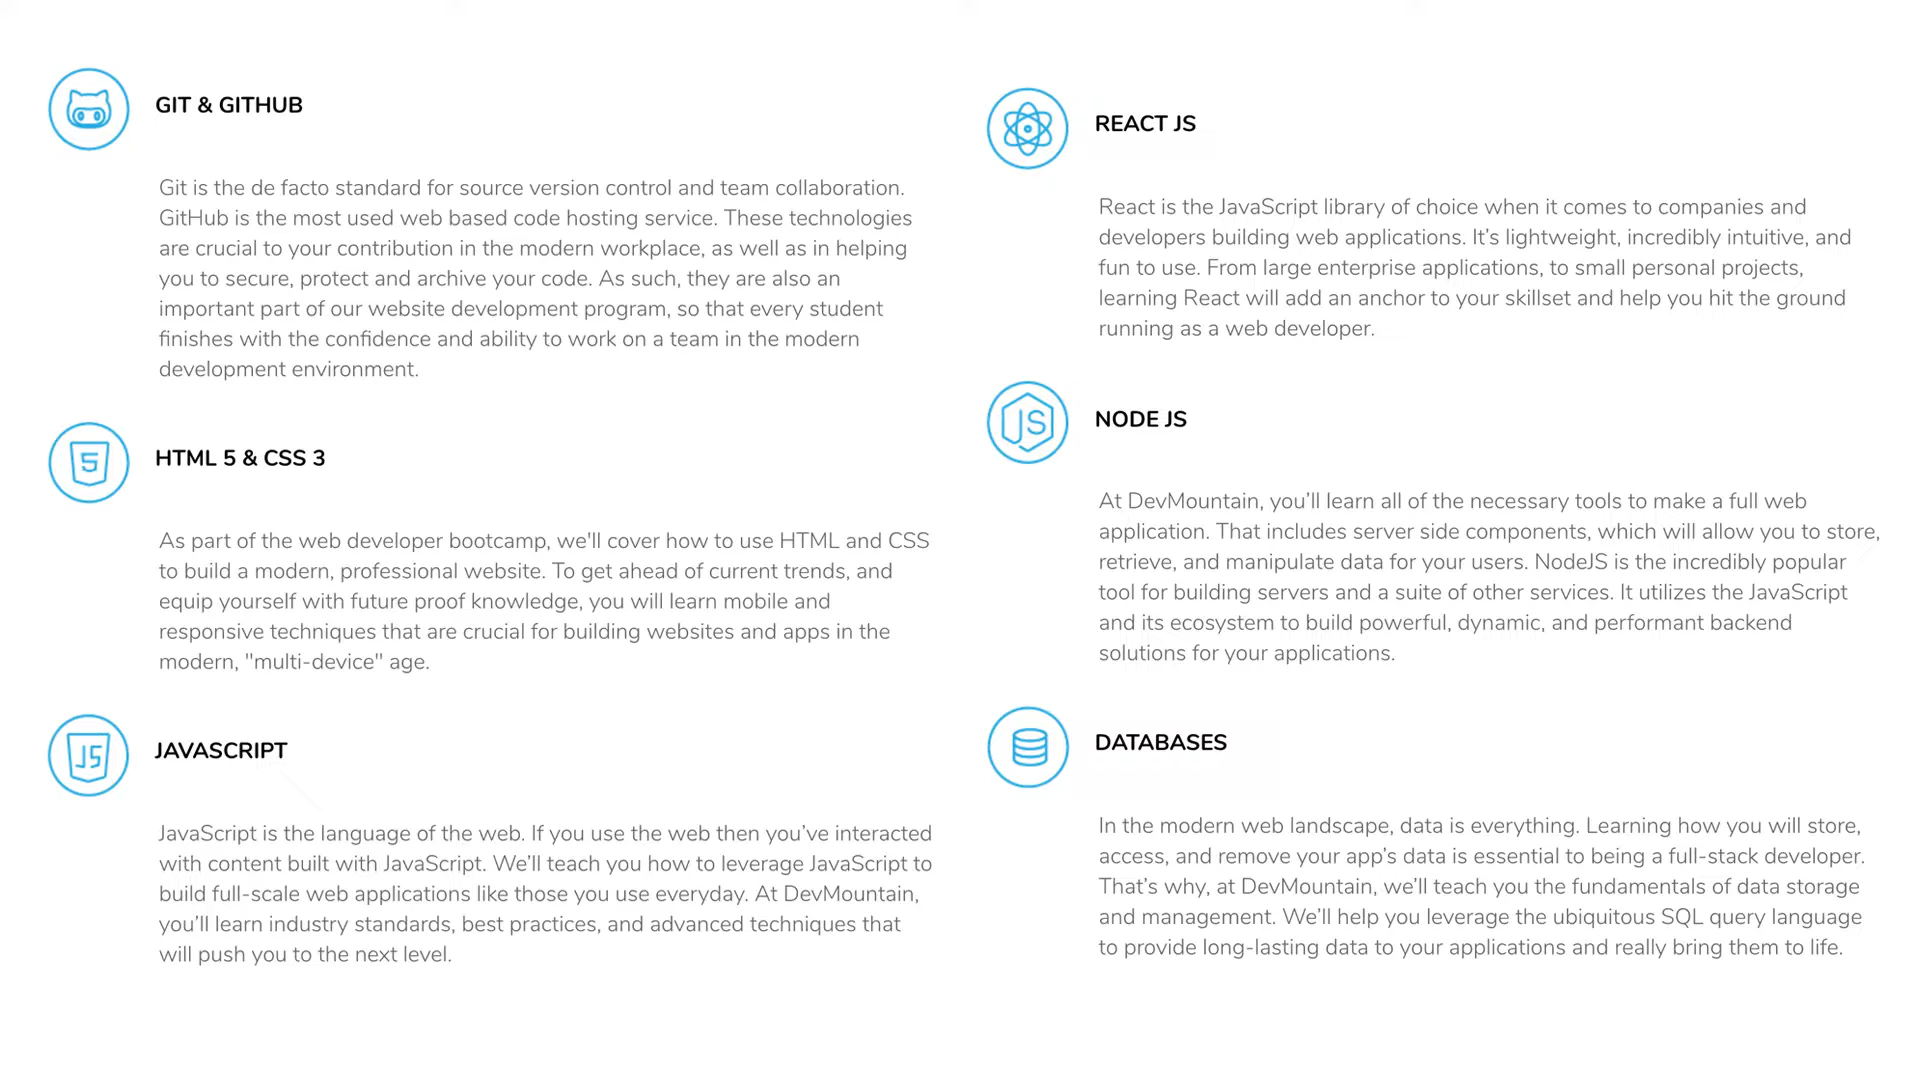 GIT & GITHUB
Git is the de facto standard for source version control and team collaboration.
GitHub is the most used web based code hosting service. These technologies
are crucial to your contribution in the modern workplace, as well as in helping
you to secure, protect and archive your code. As such, they are also an
important part of our website development program, so that every student
finishes with the confidence and ability to work on a team in the modern
development environment.
5
HTML 5 & CSS 3
As part of the web developer bootcamp, we'll cover how to use HTML and CSS
to build a modern, professional website. To get ahead of current trends, and
equip yourself with future proof knowledge, you will learn mobile and
responsive techniques that are crucial for building websites and apps in the
modern, "multi-device" age.
JS
JAVASCRIPT
JavaScript is the language of the web. If you use the web then you’ve interacted
with content built with JavaScript. We’ll teach you how to leverage JavaScript to
build full-scale web applications like those you use everyday. At DevMountain,
you’ll learn industry standards, best practices, and advanced techniques that
will push you to the next level.
REACT JS
React is the JavaScript library of choice when it comes to companies and
developers building web applications. It’s lightweight, incredibly intuitive, and
fun to use. From large enterprise applications, to small personal projects,
learning React will add an anchor to your skillset and help you hit the ground
running as a web developer.
JS
NODE JS
At DevMountain, you’ll learn all of the necessary tools to make a full web
application. That includes server side components, which will allow you to store,
retrieve, and manipulate data for your users. NodeJS is the incredibly popular
tool for building servers and a suite of other services. It utilizes the JavaScript
and its ecosystem to build powerful, dynamic, and performant backend
solutions for your applications.
DATABASES
In the modern web landscape, data is everything. Learning how you will store,
access, and remove your app’s data is essential to being a full-stack developer.
That’s why, at DevMountain, we’ll teach you the fundamentals of data storage
and management. We’ll help you leverage the ubiquitous SQL query language
to provide long-lasting data to your applications and really bring them to life.